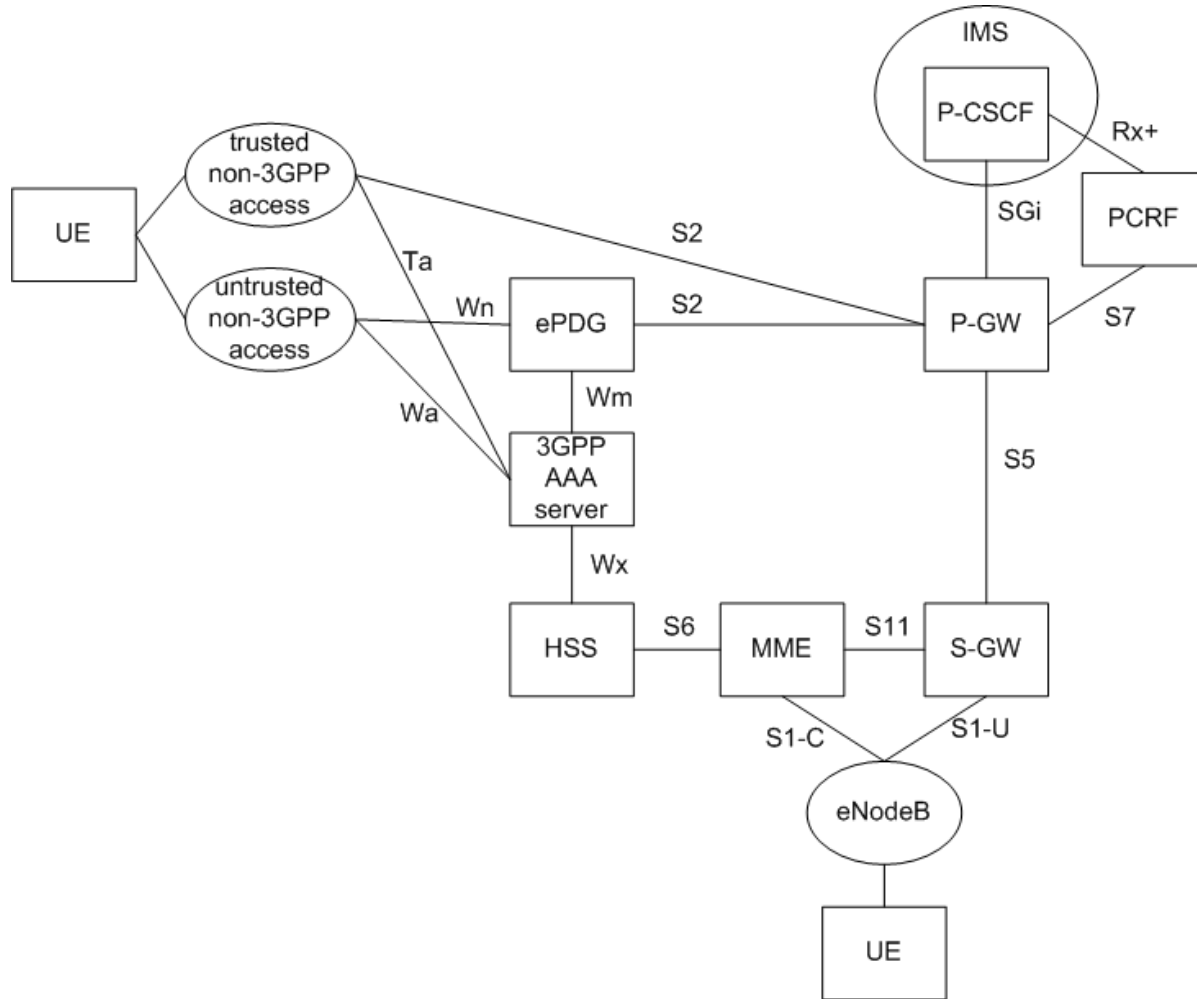 IMS
P-CSCF
Rx+
trusted
non-3GPP
access
UE
SGi
PCRF
S2
Ta
untrusted
non-3GPP
access
Wn
ePDG
S2
P-GW
S7
Wm
Wa
3GPP
AAA
server
S5
Wx
HSS
S6
MME
S11
S-GW
S1-C
S1-U
eNodeB
UE